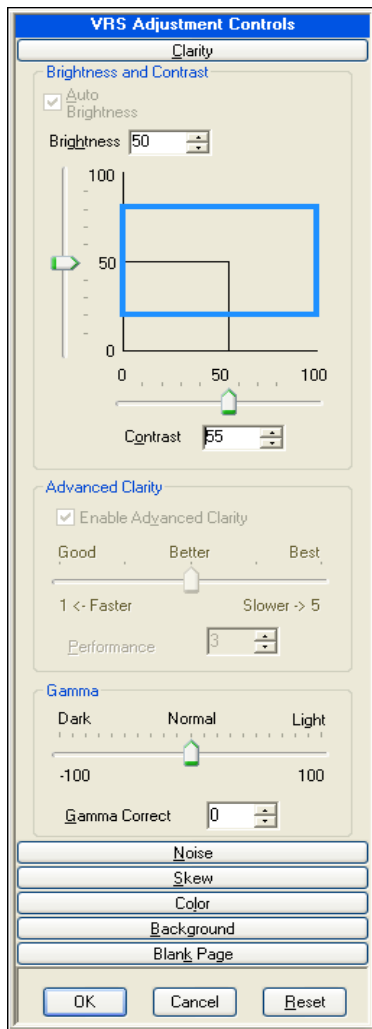 VRS Adjustment Controls
Clarity
Brightness and Contrast
Auto
Brightness
Brightness 50
100
50
0
0 50 100
Contrast 55
Advanced Clarity
Enable Advanced Clarity
Good Better Best
1 <- Faster Slower -> 5
Performance 3
Gamma
Dark Normal Light
-100 100
Gamma Correct 0
Noise
Skew
Color
Background
Blank Page
OK Cancel Reset